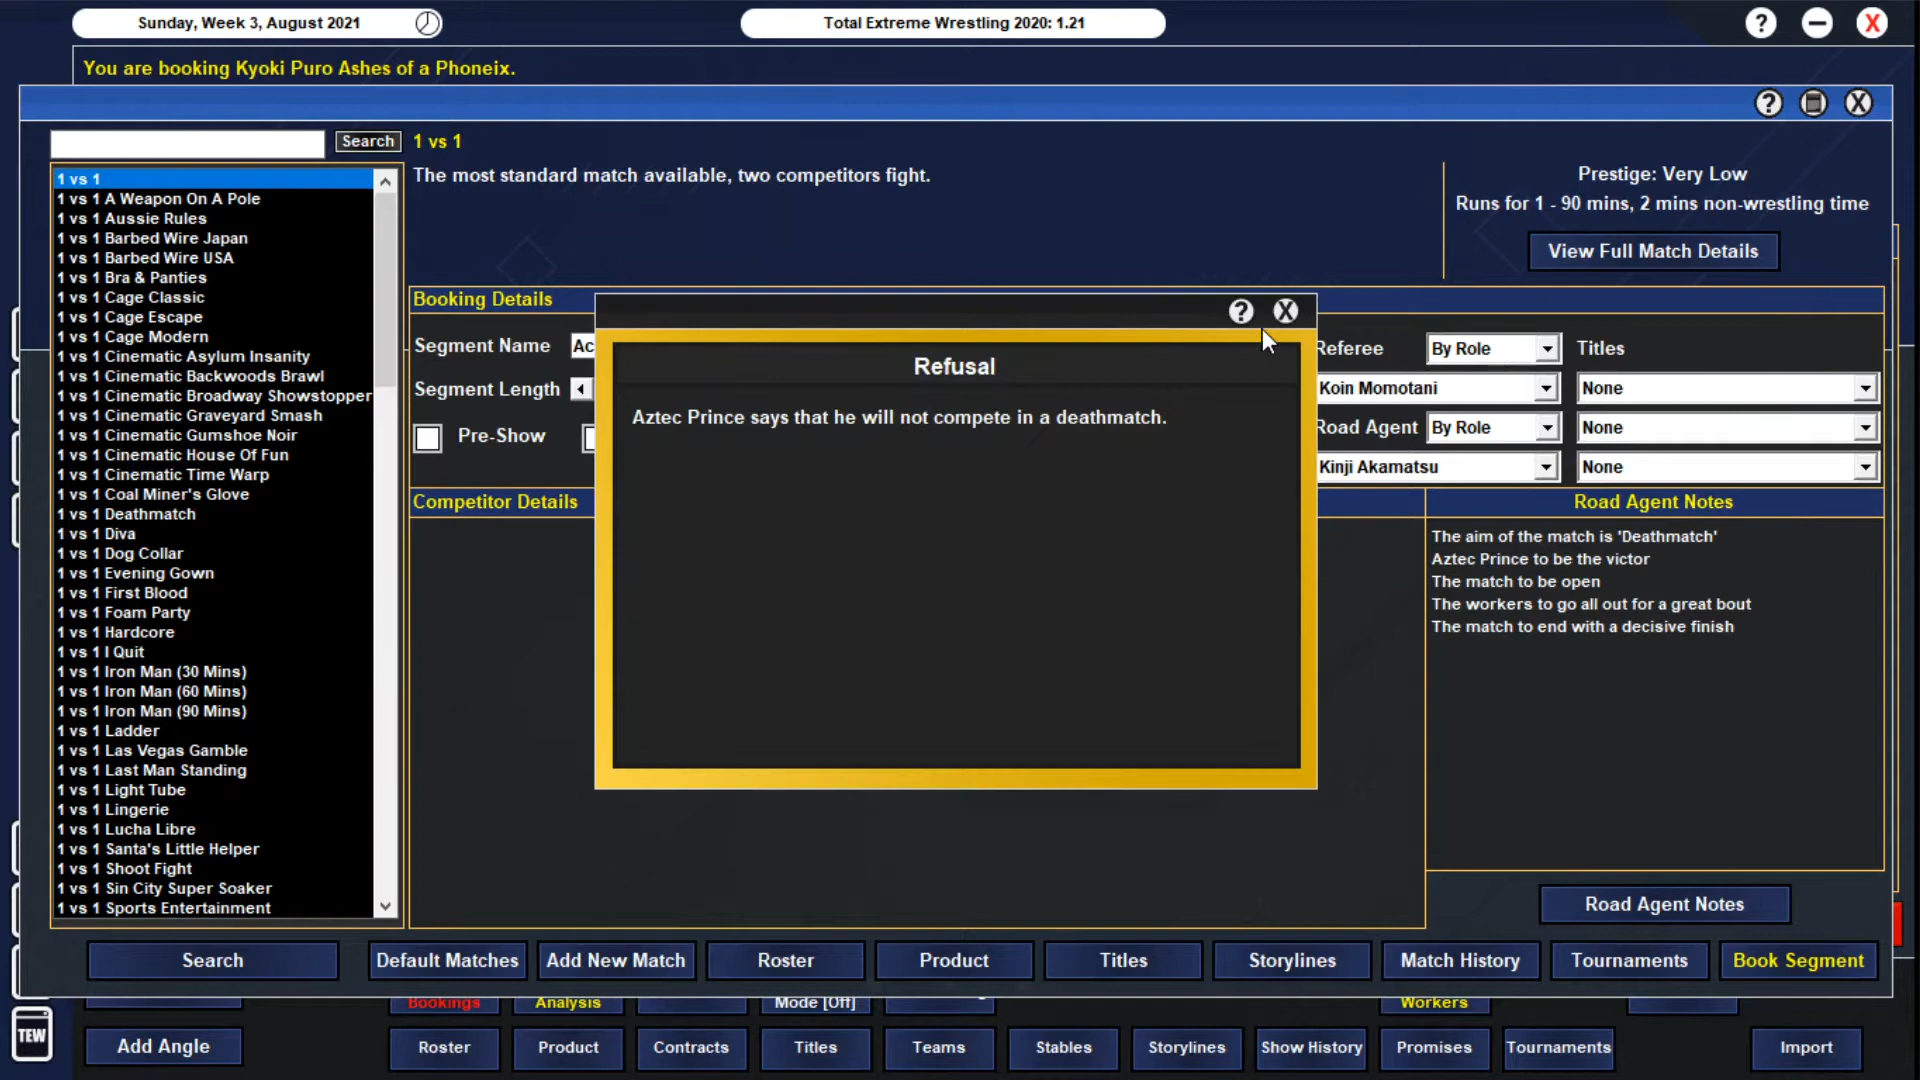 Sunday, Week 3, August 2021
Total Extreme Wrestling 2020: 1.21
? X
You are booking Kyoki Puro Ashes of a Phoneix.
? X
Search
1 vs 1
The most standard match available, two competitors fight.
Prestige: Very Low
Runs for 1 - 90 mins, 2 mins non-wrestling time
View Full Match Details
1 vs 1
1 vs 1 A Weapon On A Pole
1 vs 1 Aussie Rules
1 vs 1 Barbed Wire Japan
1 vs 1 Barbed Wire USA
1 vs 1 Bra & Panties
1 vs 1 Cage Classic
1 vs 1 Cage Escape
1 vs 1 Cage Modern
1 vs 1 Cinematic Asylum Insanity
1 vs 1 Cinematic Backwoods Brawl
1 vs 1 Cinematic Broadway Showstopper
1 vs 1 Cinematic Graveyard Smash
1 vs 1 Cinematic Gumshoe Noir
1 vs 1 Cinematic House Of Fun
1 vs 1 Cinematic Time Warp
1 vs 1 Coal Miner's Glove
1 vs 1 Deathmatch
1 vs 1 Diva
1 vs 1 Dog Collar
1 vs 1 Evening Gown
1 vs 1 First Blood
1 vs 1 Foam Party
1 vs 1 Hardcore
1 vs 1 I Quit
1 vs 1 Iron Man (30 Mins)
1 vs 1 Iron Man (60 Mins)
1 vs 1 Iron Man (90 Mins)
1 vs 1 Ladder
1 vs 1 Las Vegas Gamble
1 vs 1 Last Man Standing
1 vs 1 Light Tube
1 vs 1 Lingerie
1 vs 1 Lucha Libre
1 vs 1 Santa's Little Helper
1 vs 1 Shoot Fight
1 vs 1 Sin City Super Soaker
1 vs 1 Sports Entertainment
Booking Details
Segment Name Ac
Segment Length
Pre-Show
Competitor Details
? X
Refusal
Aztec Prince says that he will not compete in a deathmatch.
Referee By Role Titles
Koin Momotani None
Road Agent By Role None
Kinji Akamatsu None
Road Agent Notes
The aim of the match is 'Deathmatch'
Aztec Prince to be the victor
The match to be open
The workers to go all out for a great bout
The match to end with a decisive finish
Road Agent Notes
Search Default Matches Add New Match Roster Product Titles Storylines Match History Tournaments Book Segment
Bookings Analysis Mode [Off] Workers
TEW Add Angle Roster Product Contracts Titles Teams Stables Storylines Show History Promises Tournaments Import